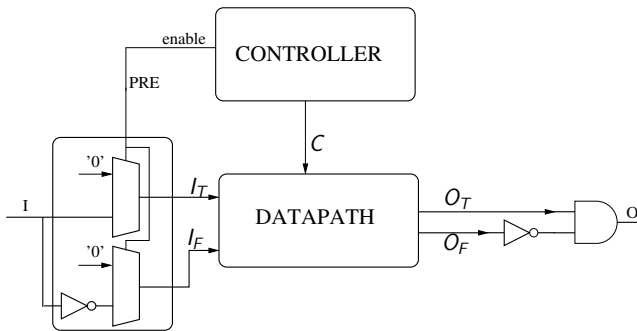 enable
CONTROLLER
PRE
C
'0'
I
I_T
DATAPATH
O_T
O
'0'
I_F
O_F